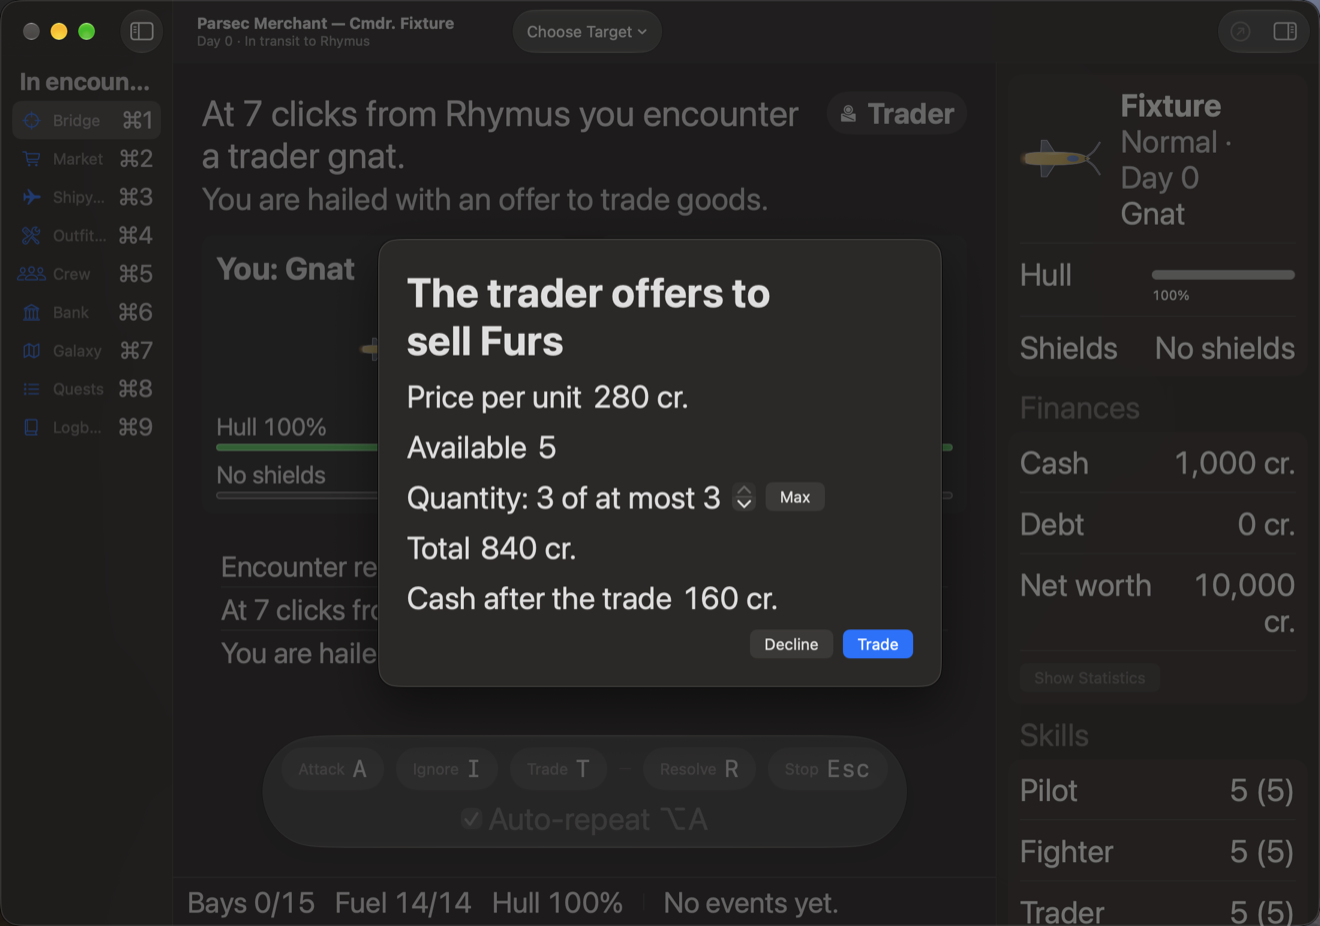 Parsec Merchant — Cmdr. Fixture
Day 0 · In transit to Rhymus
Choose Target
In encoun...
Bridge ⌘1
Market ⌘2
Shipy... ⌘3
Outfit... ⌘4
Crew ⌘5
Bank ⌘6
Galaxy ⌘7
Quests ⌘8
Logb... ⌘9
At 7 clicks from Rhymus you encounter
a trader gnat.
Trader
You are hailed with an offer to trade goods.
You: Gnat
Hull 100%
No shields
Encounter re
At 7 clicks fro
You are haile
The trader offers to
sell Furs
Price per unit 280 cr.
Available 5
Quantity: 3 of at most 3 Max
Total 840 cr.
Cash after the trade 160 cr.
Decline Trade
Attack A Ignore I Trade T – Resolve R Stop Esc
Auto-repeat ⌥A
Bays 0/15 Fuel 14/14 Hull 100% No events yet.
Fixture
Normal ·
Day 0
Gnat
Hull
100%
Shields No shields
Finances
Cash 1,000 cr.
Debt 0 cr.
Net worth 10,000
cr.
Show Statistics
Skills
Pilot 5 (5)
Fighter 5 (5)
Trader 5 (5)